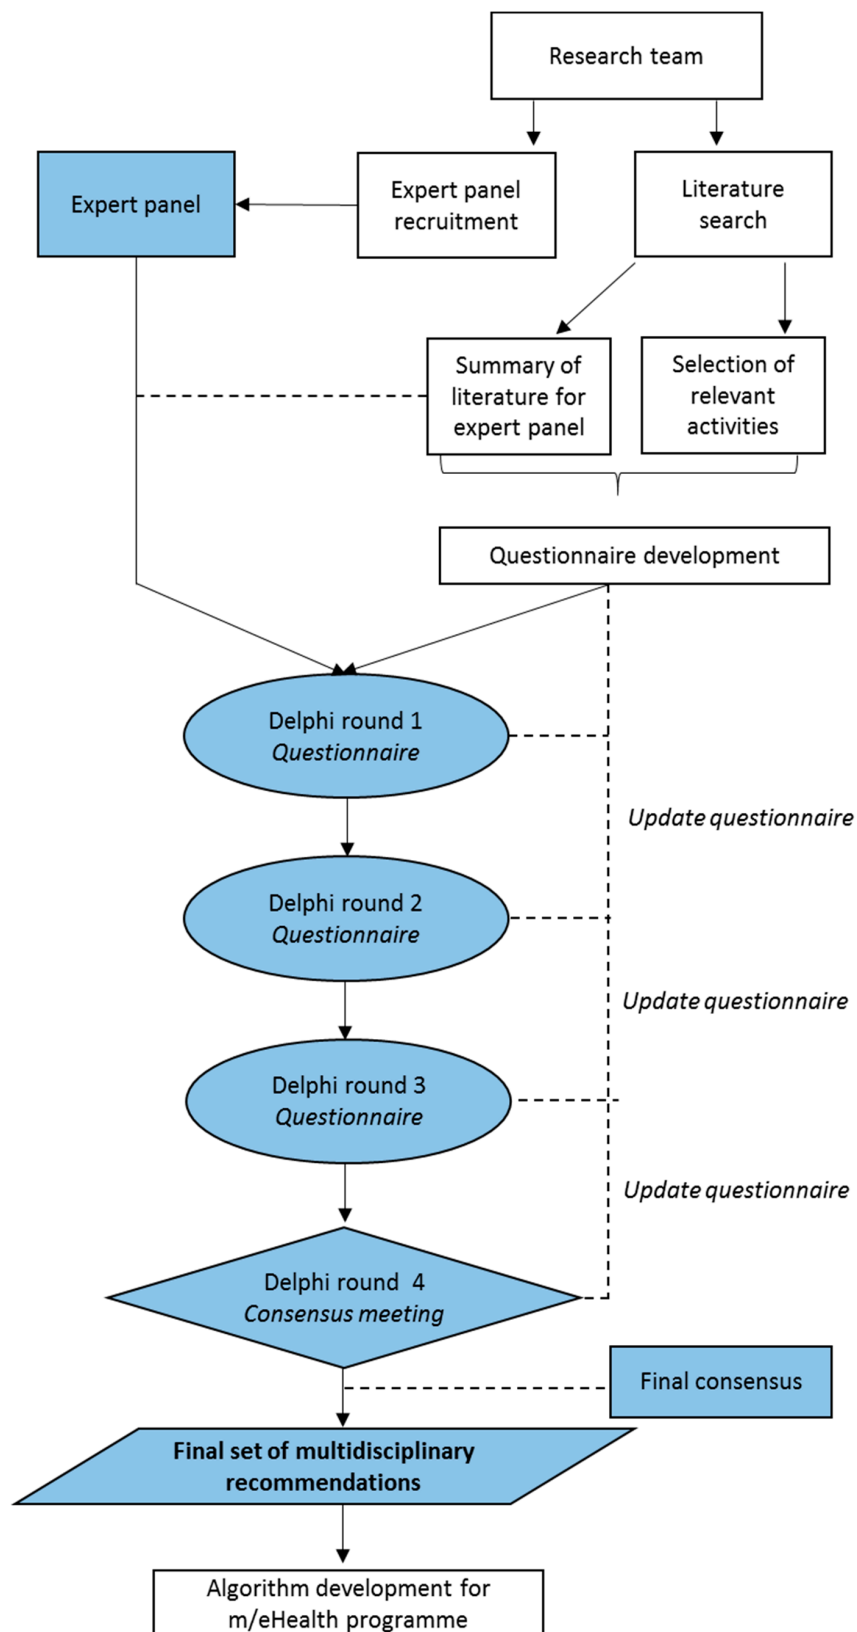 Research team
Expert panel
Expert panel
recruitment
Literature
search
Summary of
literature for
expert panel
Selection of
relevant
activities
Questionnaire development
Delphi round 1
Questionnaire
Update questionnaire
Delphi round 2
Questionnaire
Update questionnaire
Delphi round 3
Questionnaire
Update questionnaire
Delphi round 4
Consensus meeting
Final consensus
Final set of multidisciplinary
recommendations
Algorithm development for
m/eHealth programme